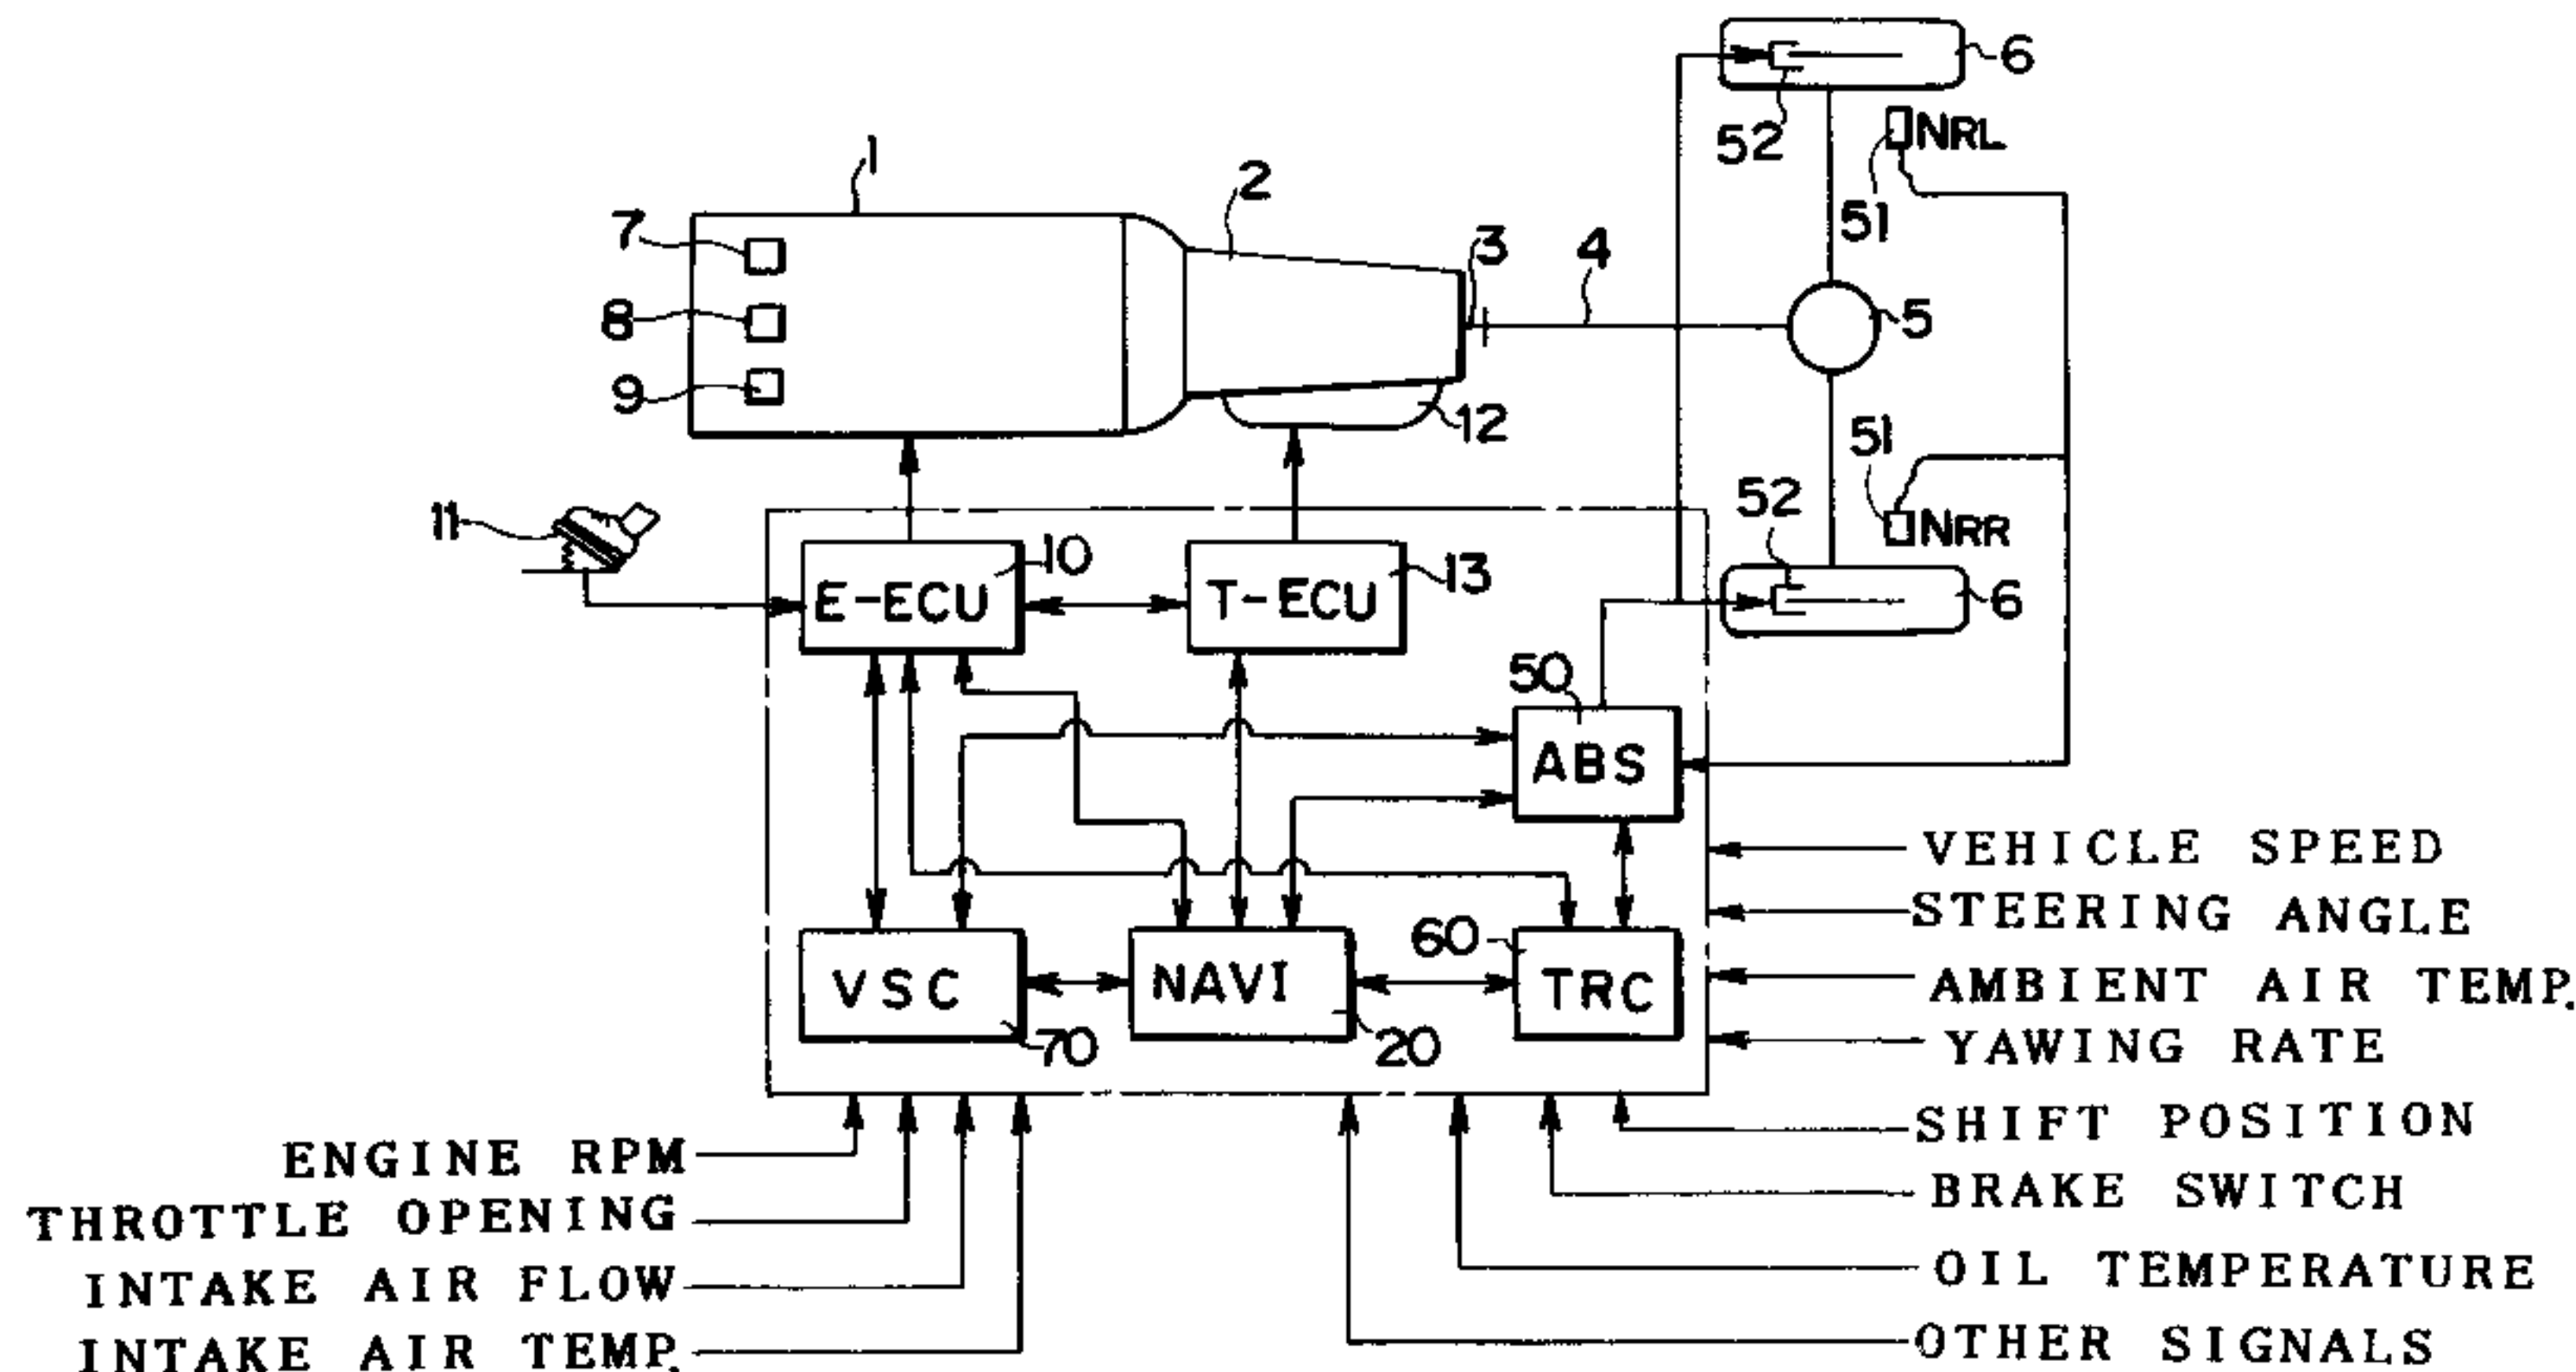 6
52
NRL
1
2
51
7
3
4
8
5
9
12
51
52
11
NRR
10
13
E-ECU
T-ECU
6
50
ABS
VEHICLE SPEED
60
STEERING ANGLE
VSC
NAVI
TRC
AMBIENT AIR TEMP.
70
20
YAWING RATE
SHIFT POSITION
ENGINE RPM
BRAKE SWITCH
THROTTLE OPENING
OIL TEMPERATURE
INTAKE AIR FLOW
OTHER SIGNALS
INTAKE AIR TEMP.